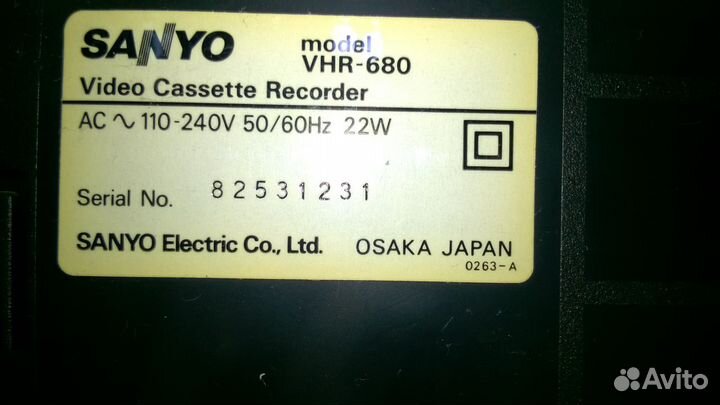 SANYO model
VHR-680
Video Cassette Recorder
AC ∿ 110-240V 50/60Hz 22W
Serial No. 82531231
SANYO Electric Co., Ltd. OSAKA JAPAN
0263-A
Avito